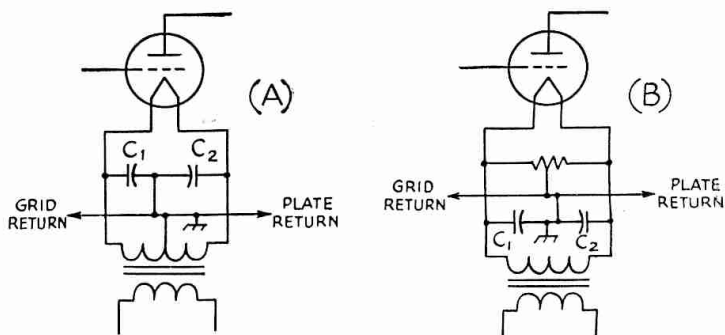 (A)
C1 C2
GRID RETURN
PLATE RETURN
(B)
GRID RETURN
PLATE RETURN
C1 C2